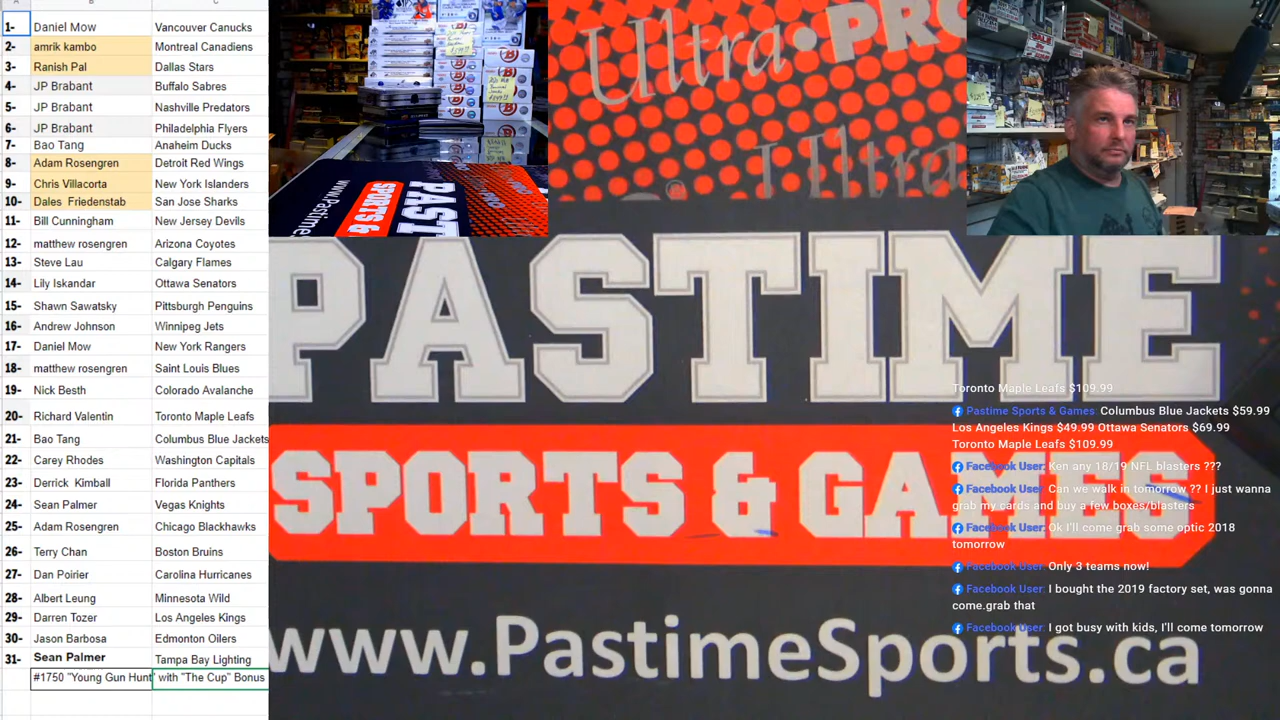 1- Daniel Mow Vancouver Canucks
2- amrik kambo Montreal Canadiens
3- Ranish Pal Dallas Stars
4- JP Brabant Buffalo Sabres
5- JP Brabant Nashville Predators
6- JP Brabant Philadelphia Flyers
7- Bao Tang Anaheim Ducks
8- Adam Rosengren Detroit Red Wings
9- Chris Villacorta New York Islanders
10- Dales Friedenstab San Jose Sharks
11- Bill Cunningham New Jersey Devils
12- matthew rosengren Arizona Coyotes
13- Steve Lau Calgary Flames
14- Lily Iskandar Ottawa Senators
15- Shawn Sawatsky Pittsburgh Penguins
16- Andrew Johnson Winnipeg Jets
17- Daniel Mow New York Rangers
18- matthew rosengren Saint Louis Blues
19- Nick Besth Colorado Avalanche
20- Richard Valentin Toronto Maple Leafs
21- Bao Tang Columbus Blue Jackets
22- Carey Rhodes Washington Capitals
23- Derrick Kimball Florida Panthers
24- Sean Palmer Vegas Knights
25- Adam Rosengren Chicago Blackhawks
26- Terry Chan Boston Bruins
27- Dan Poirier Carolina Hurricanes
28- Albert Leung Minnesota Wild
29- Darren Tozer Los Angeles Kings
30- Jason Barbosa Edmonton Oilers
31- Sean Palmer Tampa Bay Lighting
#1750 "Young Gun Hunt" with "The Cup" Bonus
www.Pastime
PAST
SPORTS &
Ultra
Ultra
SALE
PASTIME
SPORTS & GAMES
www.PastimeSports.ca
Toronto Maple Leafs $109.99
Pastime Sports & Games: Columbus Blue Jackets $59.99
Los Angeles Kings $49.99 Ottawa Senators $69.99
Toronto Maple Leafs $109.99
Facebook User: Ken any 18/19 NFL blasters ???
Facebook User: Can we walk in tomorrow ?? I just wanna
grab my cards and buy a few boxes/blasters
Facebook User: Ok I'll come grab some optic 2018
tomorrow
Facebook User: Only 3 teams now!
Facebook User: I bought the 2019 factory set, was gonna
come.grab that
Facebook User: I got busy with kids, I'll come tomorrow